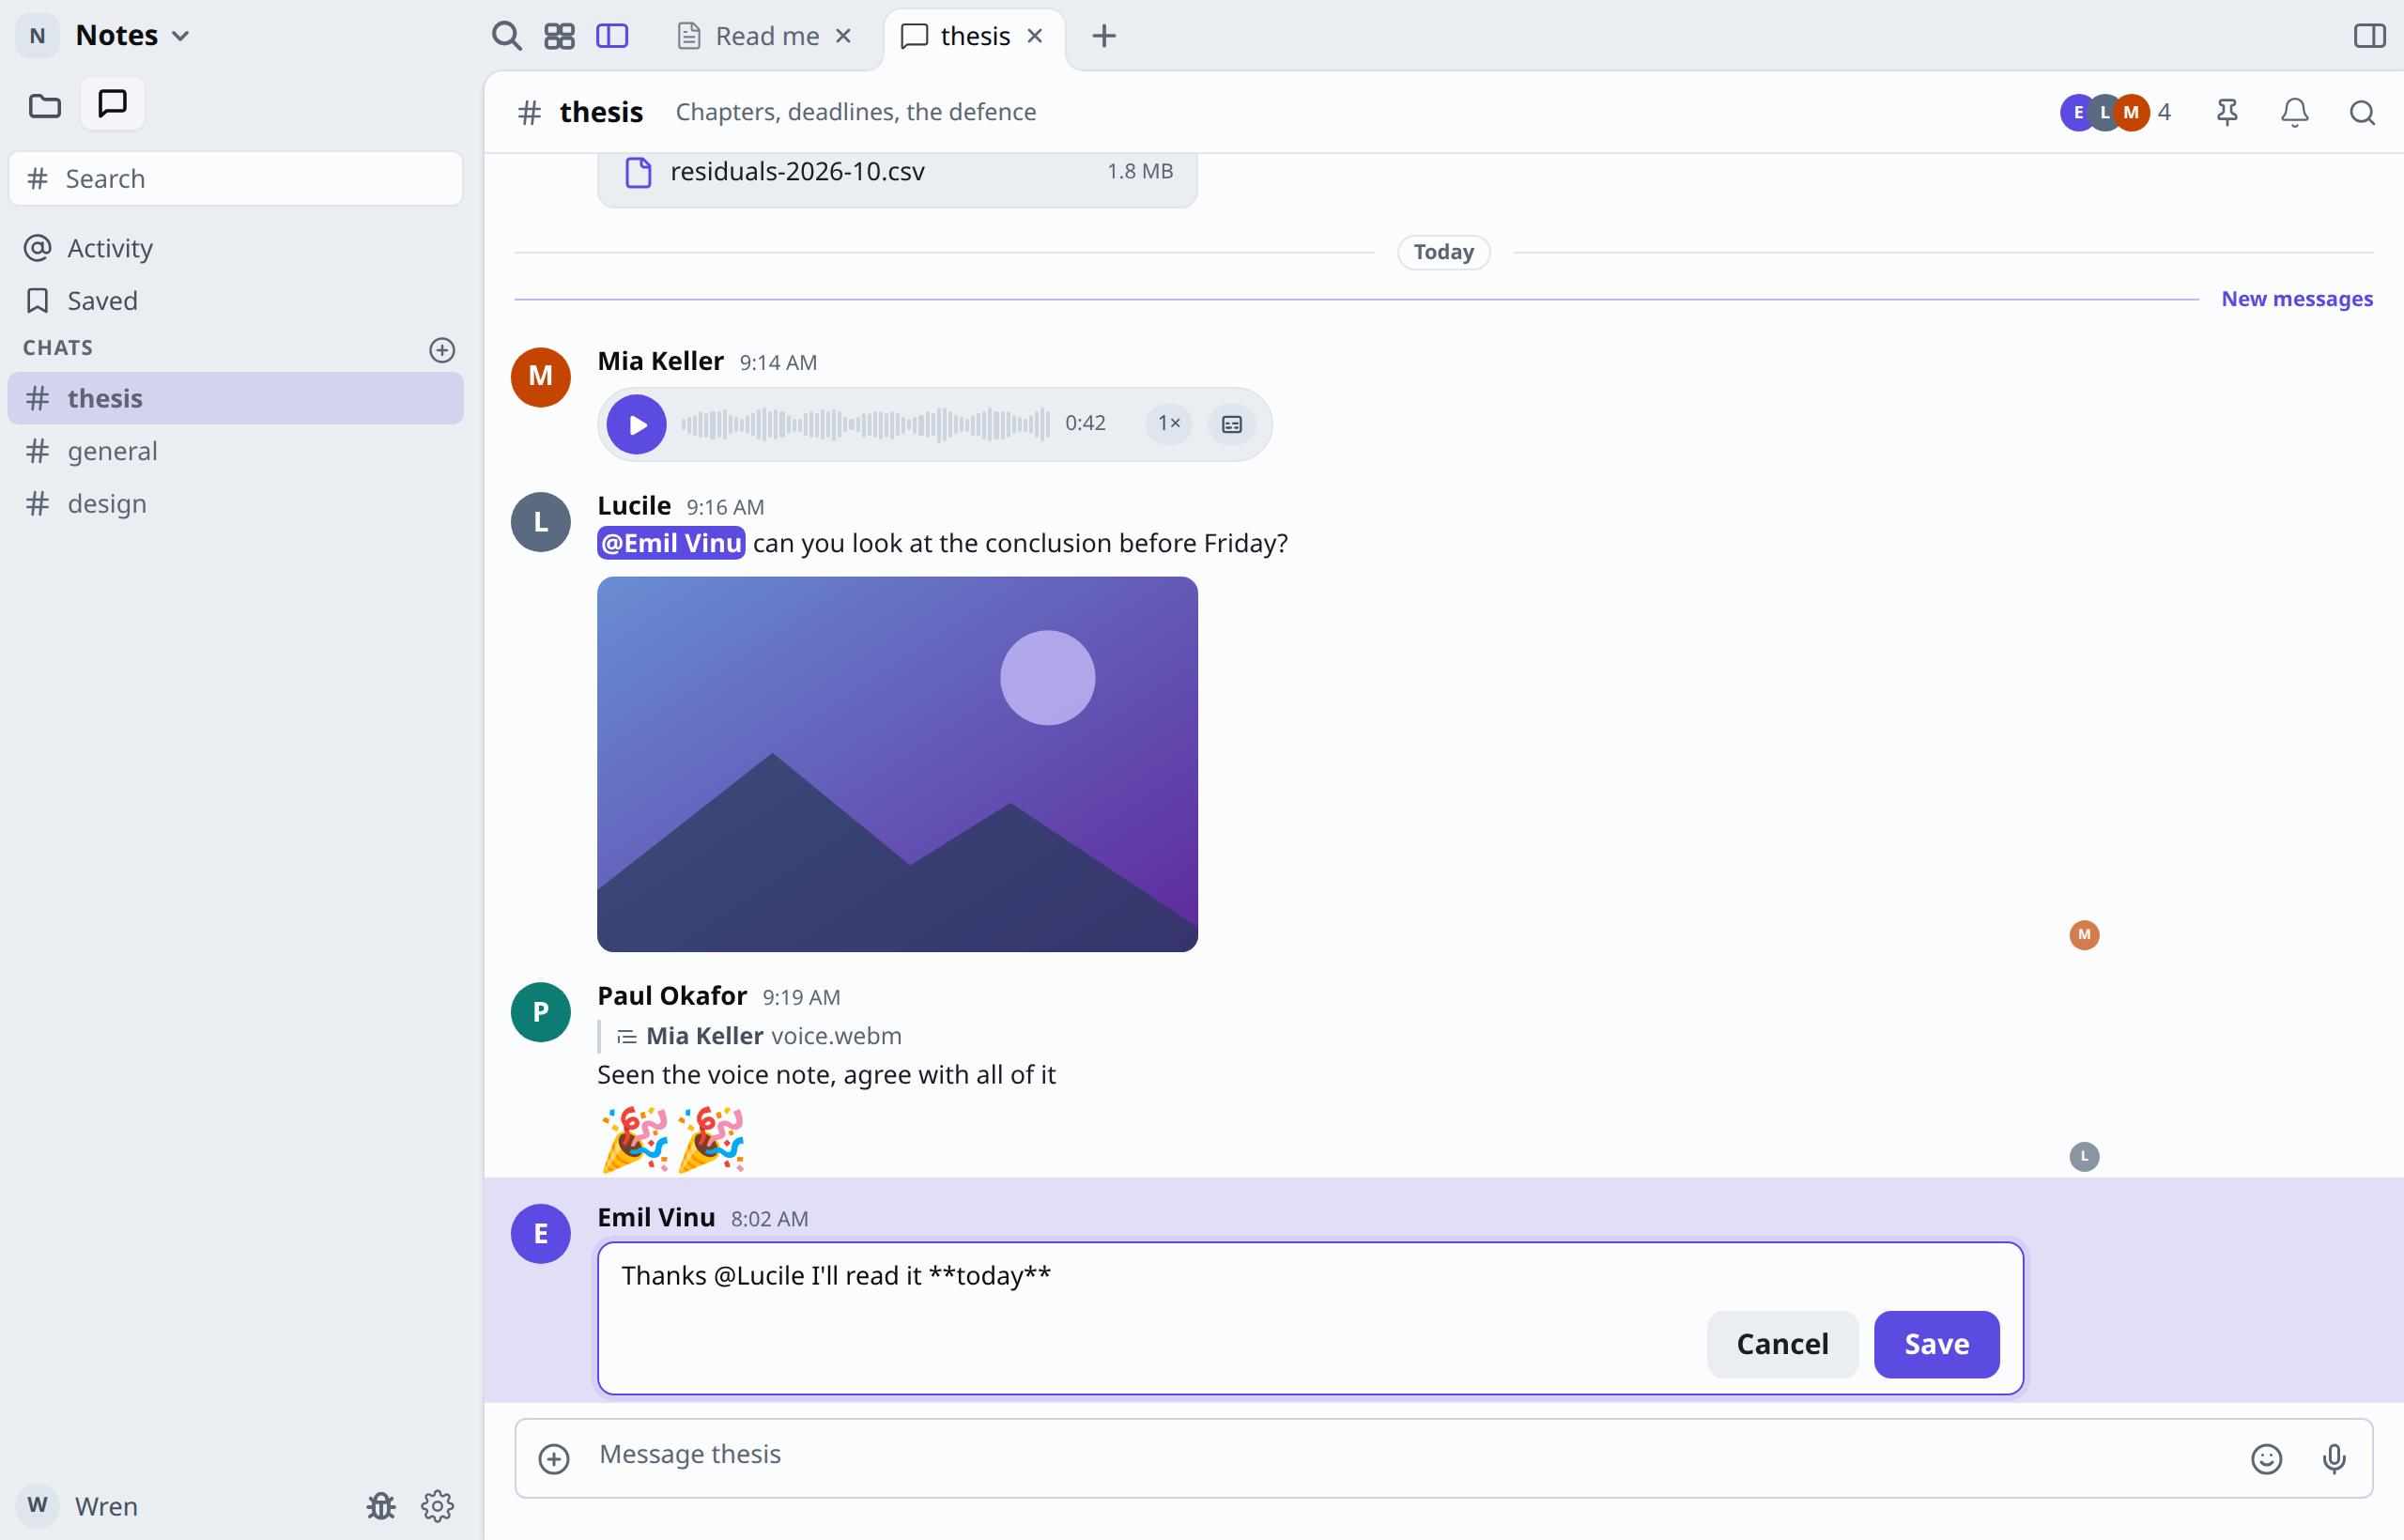 N Notes
Read me
thesis
# thesis Chapters, deadlines, the defence
E L M 4
# Search
residuals-2026-10.csv 1.8 MB
Activity
Today
Saved
New messages
CHATS
# thesis
# general
# design
M Mia Keller 9:14 AM
0:42 1×
L Lucile 9:16 AM
@Emil Vinu can you look at the conclusion before Friday?
M
P Paul Okafor 9:19 AM
Mia Keller voice.webm
Seen the voice note, agree with all of it
🎉🎉
L
E Emil Vinu 8:02 AM
Thanks @Lucile I'll read it **today**
Cancel Save
Message thesis
W Wren